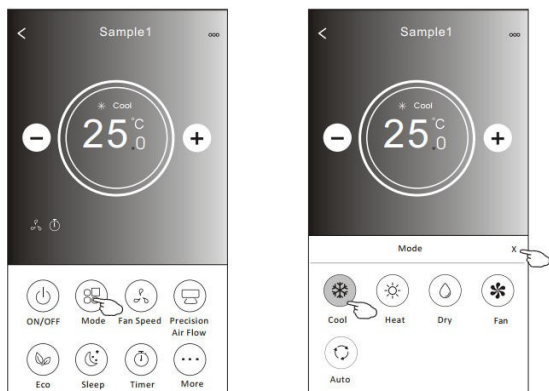 Sample1
Cool
25.0°C
ON/OFF
Mode
Fan Speed
Precision
Air Flow
Eco
Sleep
Timer
More
Sample1
Cool
25.0°C
Mode
X
Cool
Heat
Dry
Fan
Auto